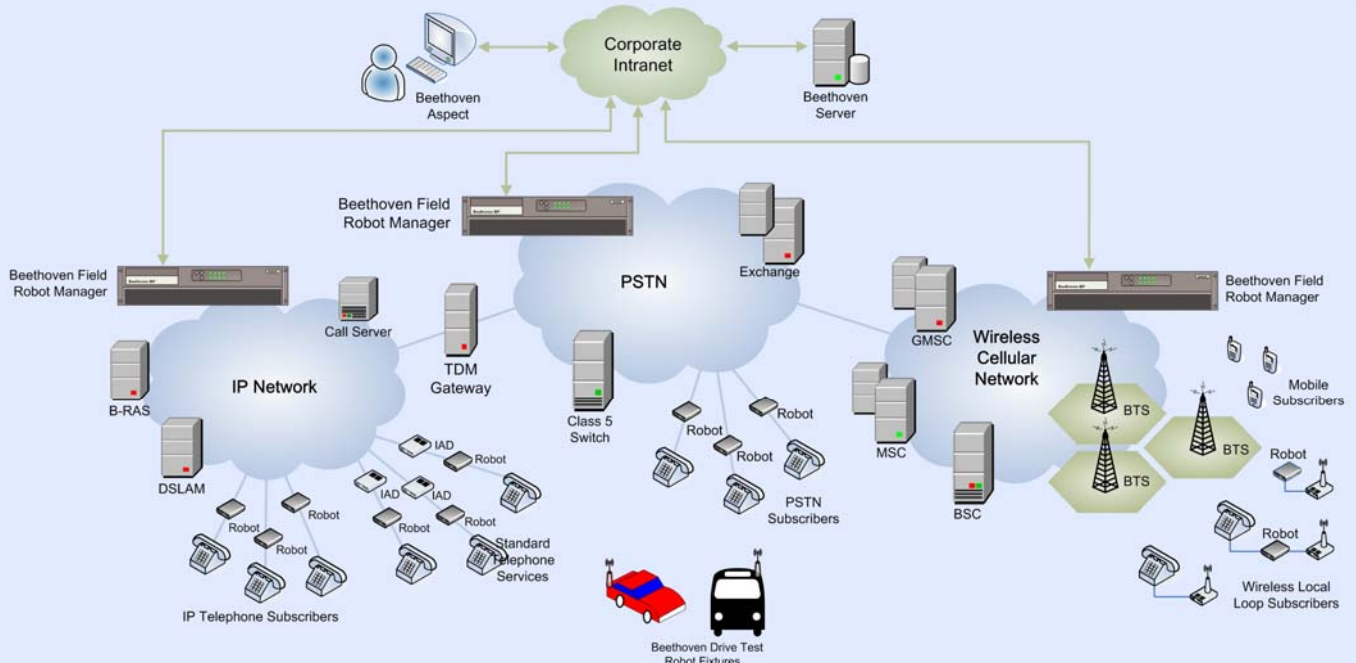 Corporate
Intranet
Beethoven
Aspect
Beethoven
Server
Beethoven Field
Robot Manager
Beethoven Field
Robot Manager
Beethoven Field
Robot Manager
PSTN
Exchange
Call Server
TDM
Gateway
IP Network
B-RAS
DSLAM
Class 5
Switch
GMSC
Wireless
Cellular
Network
MSC
BSC
BTS
BTS
BTS
Mobile
Subscribers
Robot
Robot
Robot
IAD
Robot
IAD
IAD
Robot
Robot
Robot
Robot
Robot
Standard
Telephone
Services
IP Telephone Subscribers
Robot
Robot
Robot
PSTN
Subscribers
Wireless Local
Loop Subscribers
Beethoven Drive Test
Robot Fixtures